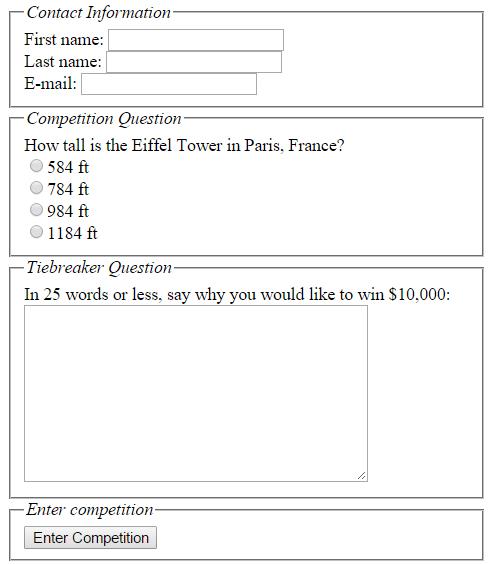 Contact Information
First name:
Last name:
E-mail:
Competition Question
How tall is the Eiffel Tower in Paris, France?
584 ft
784 ft
984 ft
1184 ft
Tiebreaker Question
In 25 words or less, say why you would like to win $10,000:
Enter competition
Enter Competition